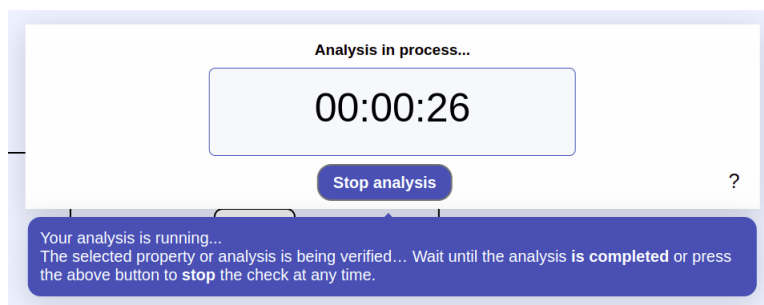 Analysis in process...
00:00:26
Stop analysis
?
Your analysis is running...
The selected property or analysis is being verified… Wait until the analysis is completed or press
the above button to stop the check at any time.